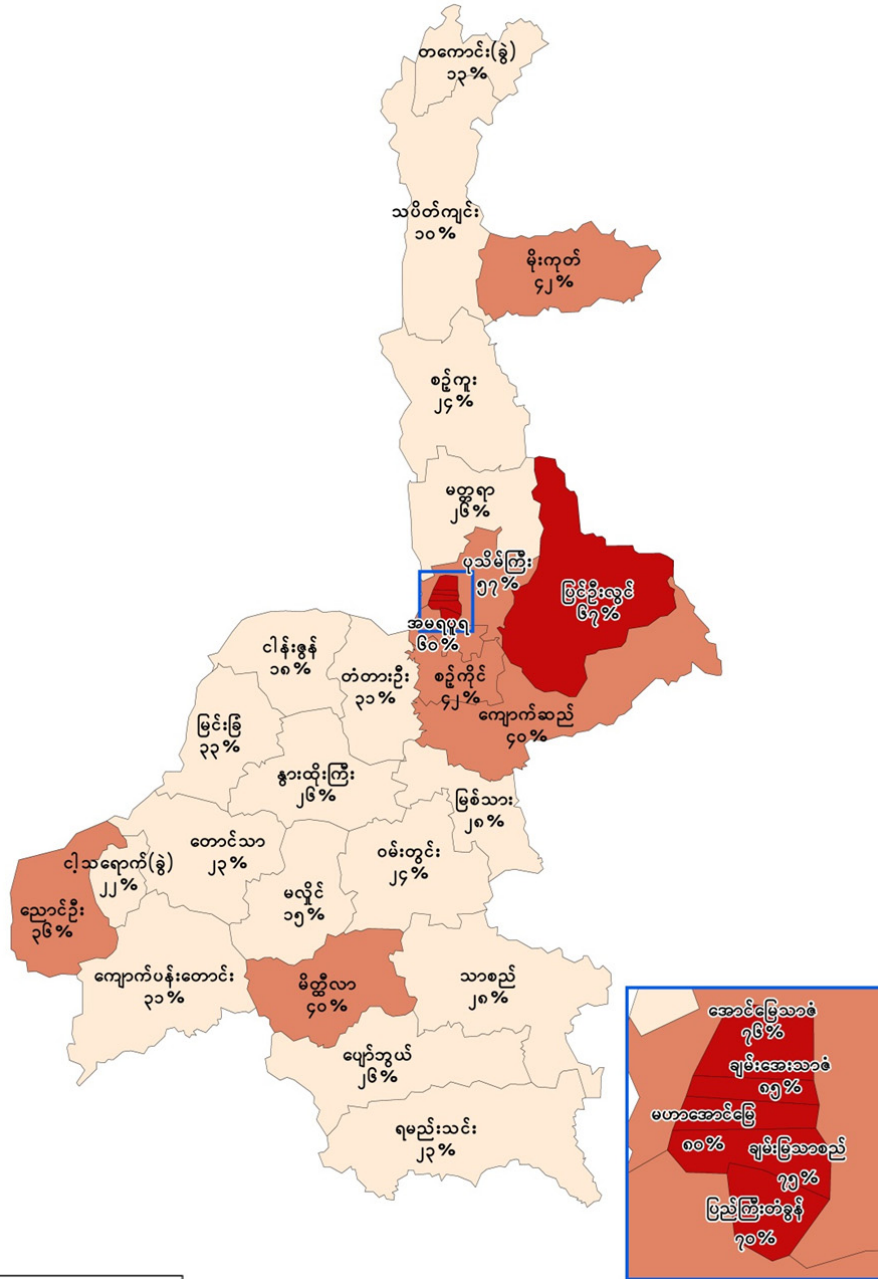 တကောင်း(ခွဲ)
၁၃%
သပိတ်ကျင်း
၁၀%
မိုးကုတ်
၄၂%
စဉ့်ကူး
၂၄%
မတ္တရာ
၂၆%
ပုသိမ်ကြီး
၅၇%
ပြင်ဦးလွင်
၆၇%
အမရပူရ
၆၀%
ငါန်းဇွန်
၁၈%
တံတားဦး
၃၁%
စဉ့်ကိုင်
၄၂%
ကျောက်ဆည်
၄၀%
မြင်းခြံ
၃၃%
နွားထိုးကြီး
၂၆%
မြစ်သား
၂၈%
တောင်သာ
၂၃%
ဝမ်းတွင်း
၂၄%
ငါ့သရောက်(ခွဲ)
၂၂%
မလှိုင်
၁၅%
ညောင်ဦး
၃၆%
ကျောက်ပန်းတောင်း
၃၁%
မိတ္ထီလာ
၄၀%
သာစည်
၂၈%
ပျော်ဘွယ်
၂၆%
ရမည်းသင်း
၂၃%
အောင်မြေသာဇံ
၇၆%
ချမ်းအေးသာဇံ
၈၅%
မဟာအောင်မြေ
၈၀%
ချမ်းမြသာစည်
၇၅%
ပြည်ကြီးတံခွန်
၇၀%